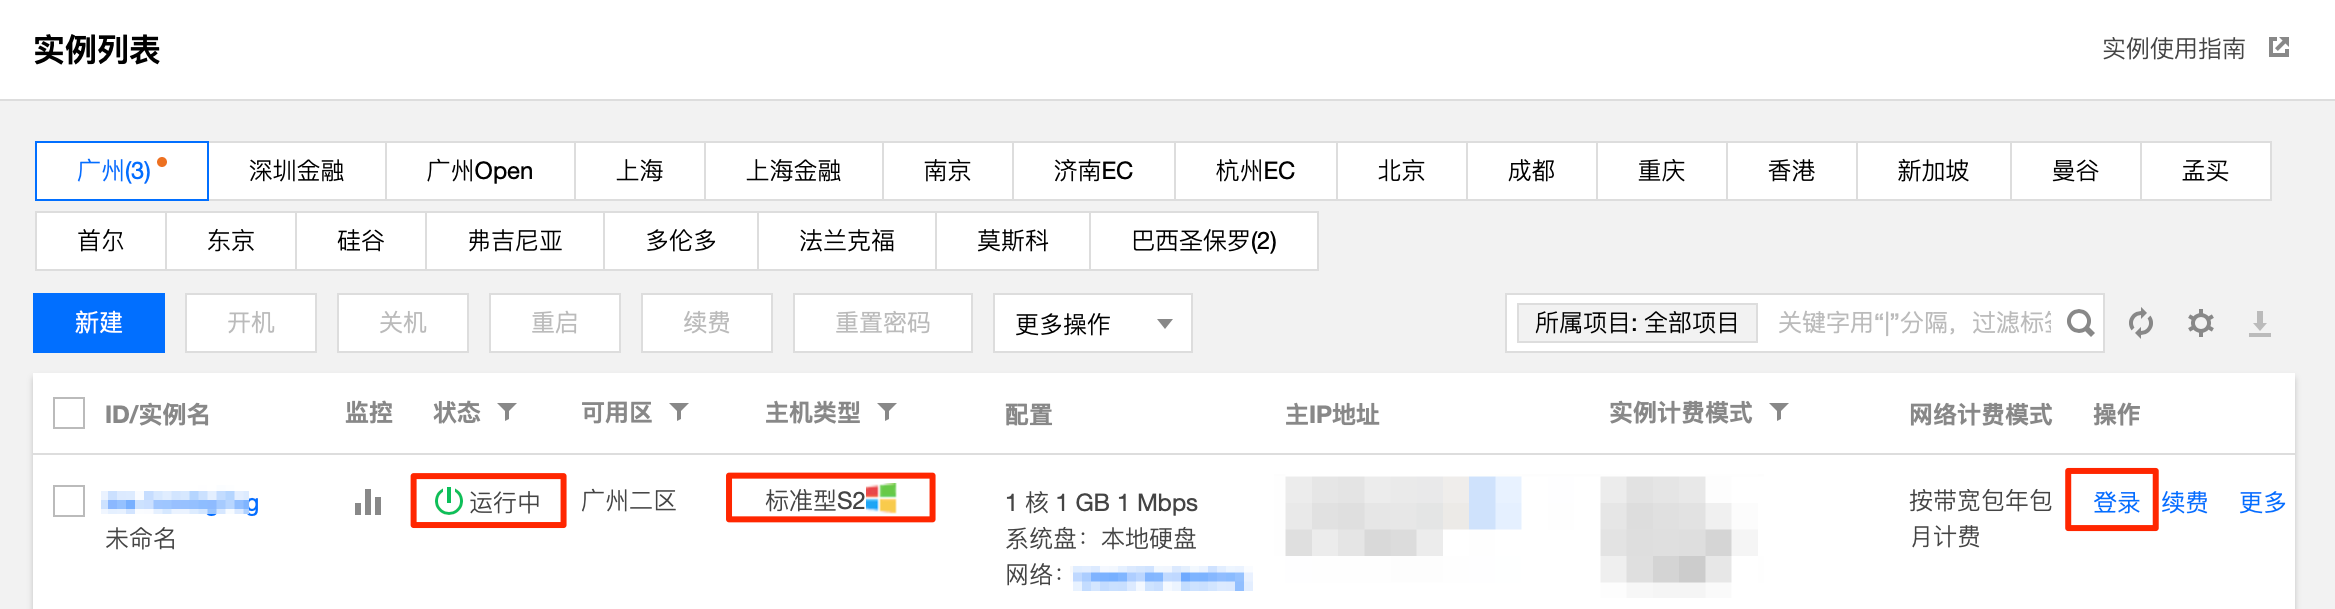 实例列表
实例使用指南
广州(3) 深圳金融 广州Open 上海 上海金融 南京 济南EC 杭州EC 北京 成都 重庆 香港 新加坡 曼谷 孟买
首尔 东京 硅谷 弗吉尼亚 多伦多 法兰克福 莫斯科 巴西圣保罗(2)
新建 开机 关机 重启 续费 重置密码 更多操作 所属项目: 全部项目 关键字用“|”分隔，过滤标
ID/实例名 监控 状态 可用区 主机类型 配置 主IP地址 实例计费模式 网络计费模式 操作
运行中 广州二区 标准型S2 1 核 1 GB 1 Mbps 按带宽包年包 登录 续费 更多
未命名 系统盘：本地硬盘 月计费
网络：